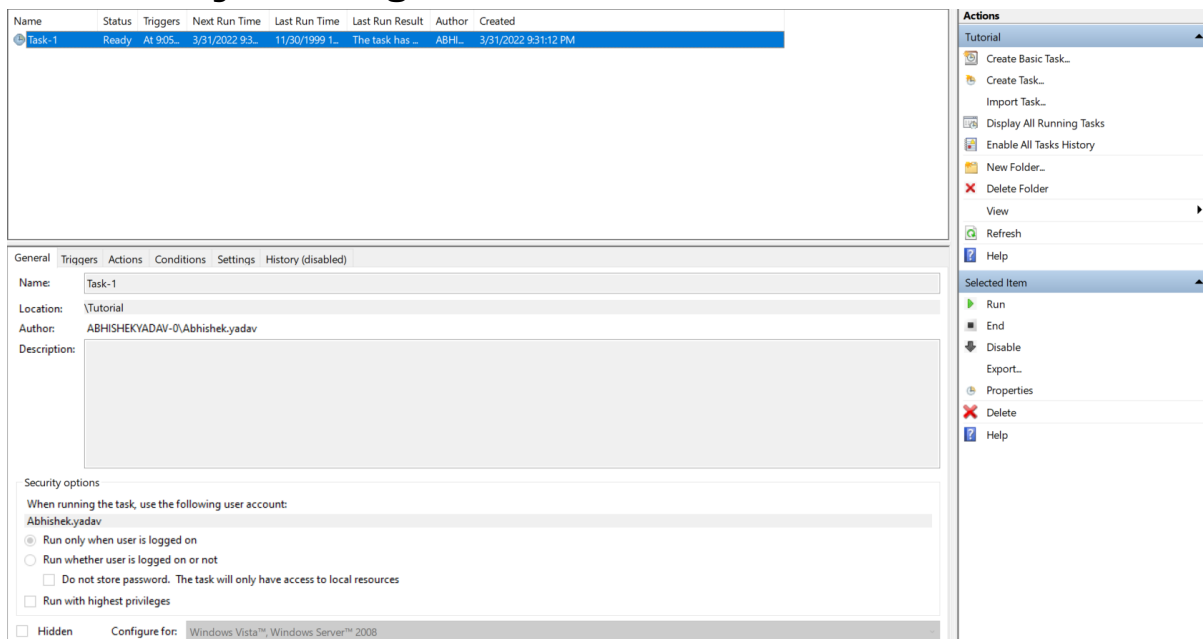 Name Status Triggers Next Run Time Last Run Time Last Run Result Author Created
Task-1 Ready At 9:05... 3/31/2022 9:3... 11/30/1999 1... The task has ... ABHI... 3/31/2022 9:31:12 PM
General Triggers Actions Conditions Settings History (disabled)
Name: Task-1
Location: \Tutorial
Author: ABHISHEKYADAV-0\Abhishek.yadav
Description:
Security options
When running the task, use the following user account:
Abhishek.yadav
Run only when user is logged on
Run whether user is logged on or not
Do not store password. The task will only have access to local resources
Run with highest privileges
Hidden Configure for: Windows Vista™, Windows Server™ 2008
Actions
Tutorial
Create Basic Task...
Create Task...
Import Task...
Display All Running Tasks
Enable All Tasks History
New Folder...
Delete Folder
View
Refresh
Help
Selected Item
Run
End
Disable
Export...
Properties
Delete
Help